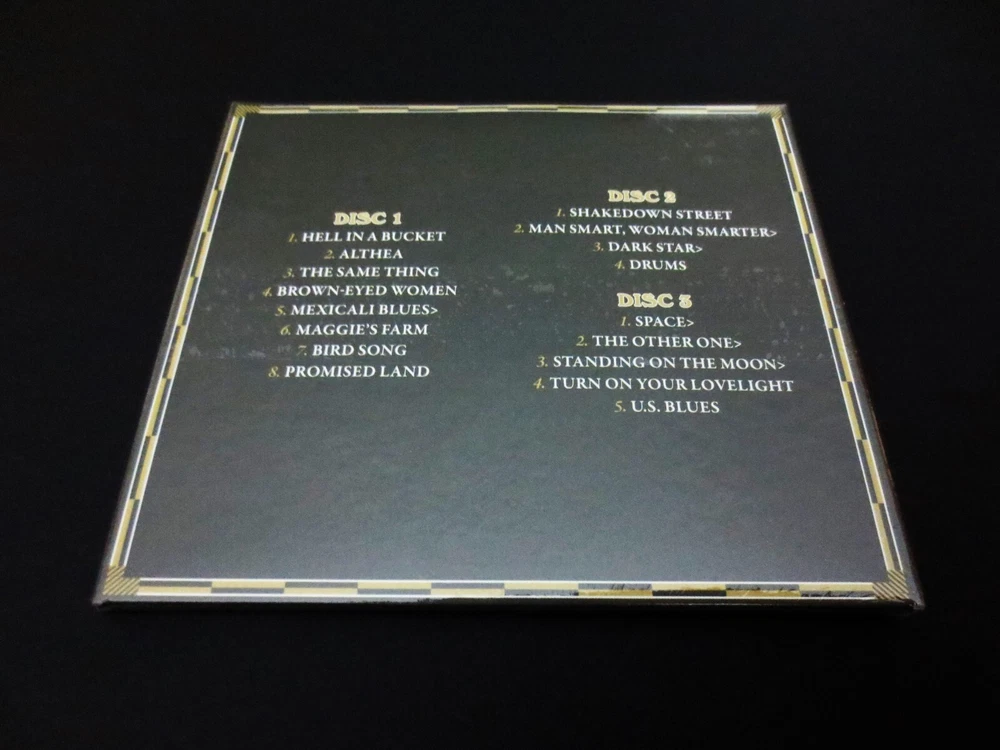 DISC 1
1. HELL IN A BUCKET
2. ALTHEA
3. THE SAME THING
4. BROWN-EYED WOMEN
5. MEXICALI BLUES>
6. MAGGIE'S FARM
7. BIRD SONG
8. PROMISED LAND
DISC 2
1. SHAKEDOWN STREET
2. MAN SMART, WOMAN SMARTER>
3. DARK STAR>
4. DRUMS
DISC 3
1. SPACE>
2. THE OTHER ONE>
3. STANDING ON THE MOON>
4. TURN ON YOUR LOVELIGHT
5. U.S. BLUES